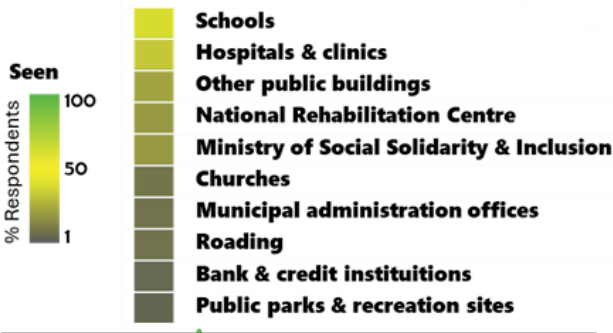 Schools
Hospitals & clinics
Seen
Other public buildings
100
% Respondents
National Rehabilitation Centre
Ministry of Social Solidarity & Inclusion
50
Churches
Municipal administration offices
1
Roading
Bank & credit instituitions
Public parks & recreation sites